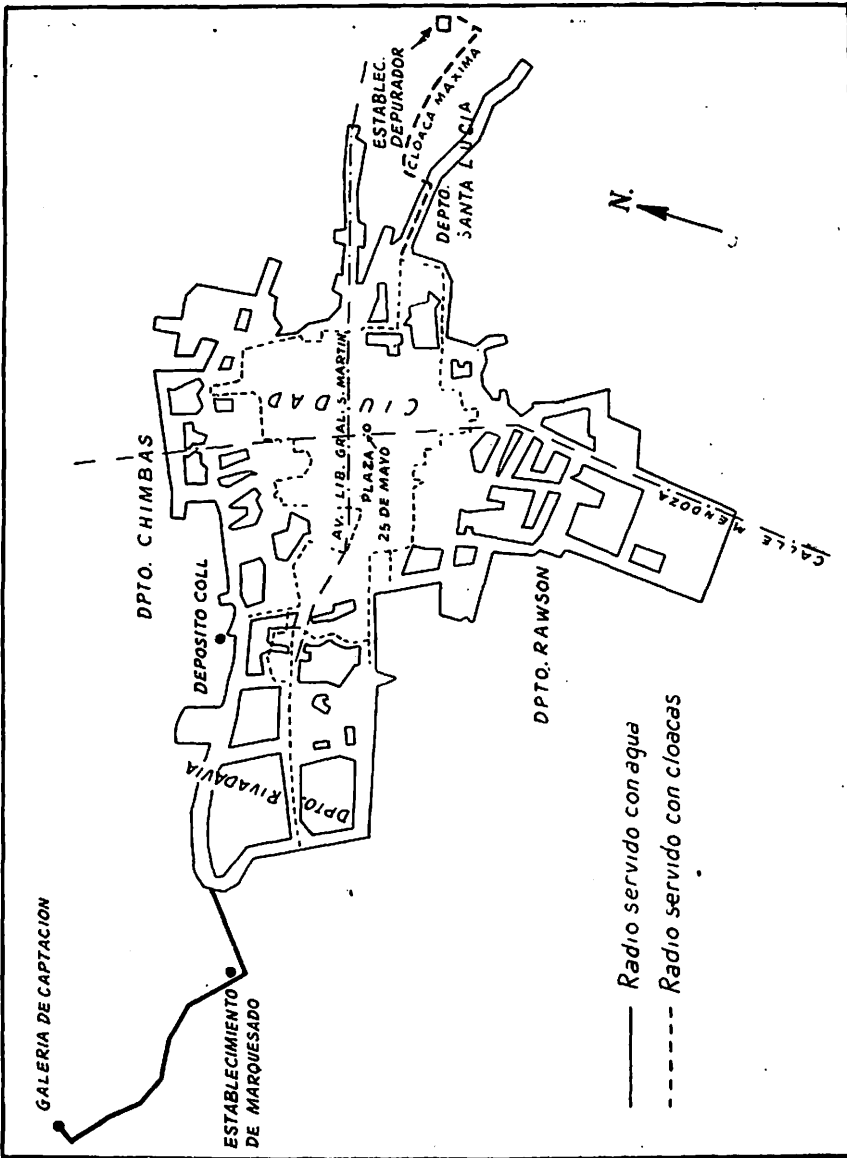 GALERIA DE CAPTACION
ESTABLECIMIENTO
DE MARQUESADO
DEPOSITO COLL
DPTO. CHIMBAS
DPTO. RIVADAVIA
CIUDAD
AV. LIB. GRAL. S. MARTIN
PLAZA
25 DE MAYO
ESTABLEC.
DEPURADOR
CLOACA MAXIMA
DEPTO.
SANTA LUCIA
N.
DPTO. RAWSON
CALLE MENDOZA
Radio servido con agua
Radio servido con cloacas